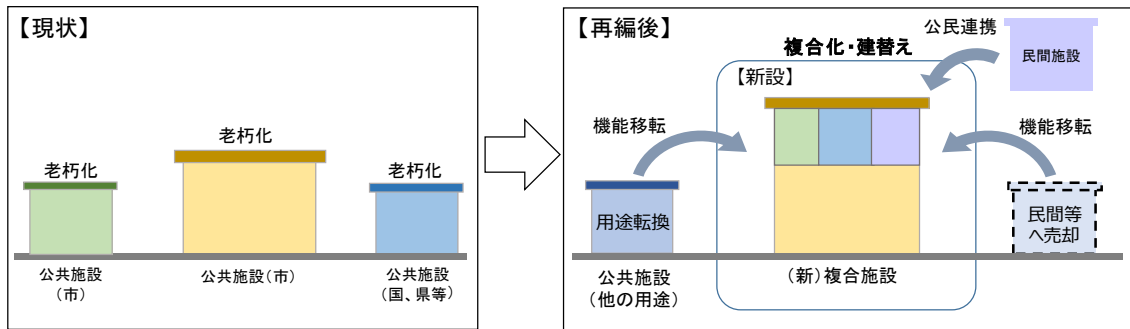 【現状】
老朽化
老朽化
老朽化
公共施設
(市)
公共施設(市)
公共施設
(国、県等)
【再編後】
複合化・建替え
【新設】
公民連携
民間施設
機能移転
機能移転
用途転換
民間等
へ売却
公共施設
(他の用途)
(新)複合施設